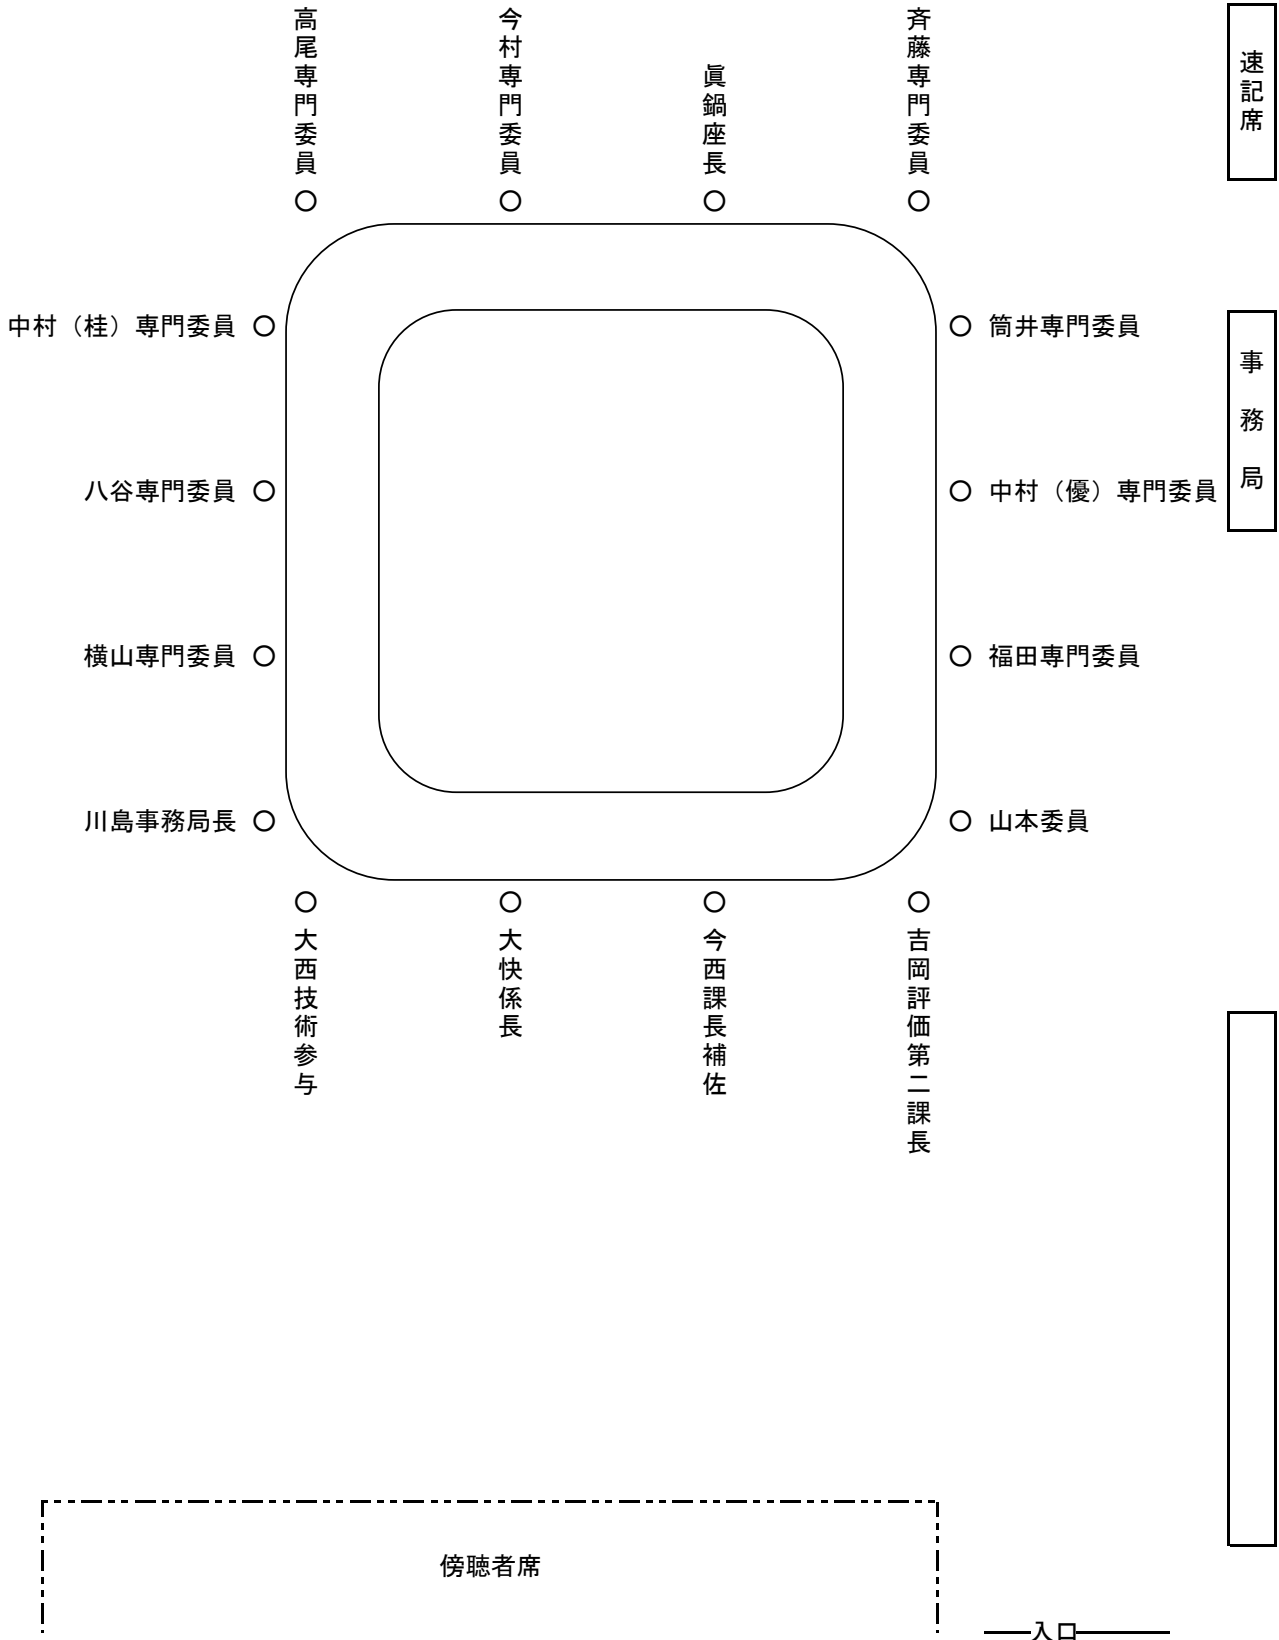 高尾専門委員
今村専門委員
眞鍋座長
斉藤専門委員
速記席
中村（桂）専門委員
筒井専門委員
事務局
八谷専門委員
中村（優）専門委員
横山専門委員
福田専門委員
川島事務局長
山本委員
大西技術参与
大快係長
今西課長補佐
吉岡評価第二課長
傍聴者席
入口